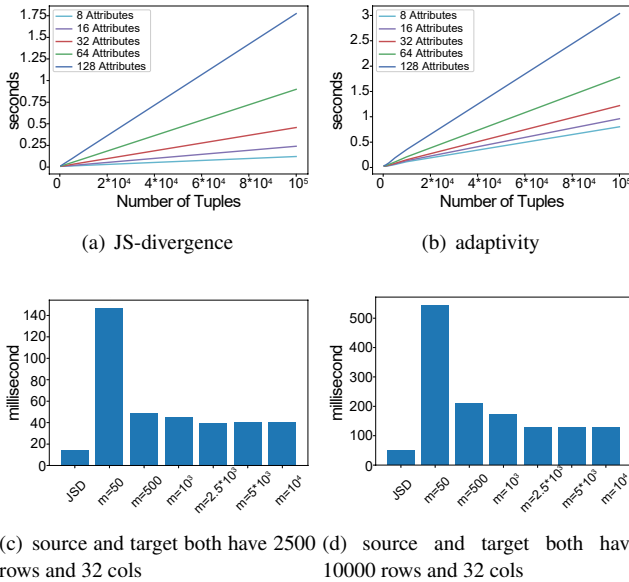 1.75
1.5
1.25
1
0.75
0.5
0.25
0
seconds
8 Attributes
16 Attributes
32 Attributes
64 Attributes
128 Attributes
0 2*10⁴ 4*10⁴ 6*10⁴ 8*10⁴ 10⁵
Number of Tuples
(a) JS-divergence
3
2.5
2
1.5
1
0.5
0
seconds
8 Attributes
16 Attributes
32 Attributes
64 Attributes
128 Attributes
0 2*10⁴ 4*10⁴ 6*10⁴ 8*10⁴ 10⁵
Number of Tuples
(b) adaptivity
140
120
100
80
60
40
20
0
millisecond
JSD m=50 m=500 m=10³ m=2.5*10³ m=5*10³ m=10⁴
(c) source and target both have 2500
rows and 32 cols
500
400
300
200
100
0
millisecond
JSD m=50 m=500 m=10³ m=2.5*10³ m=5*10³ m=10⁴
(d) source and target both hav
10000 rows and 32 cols